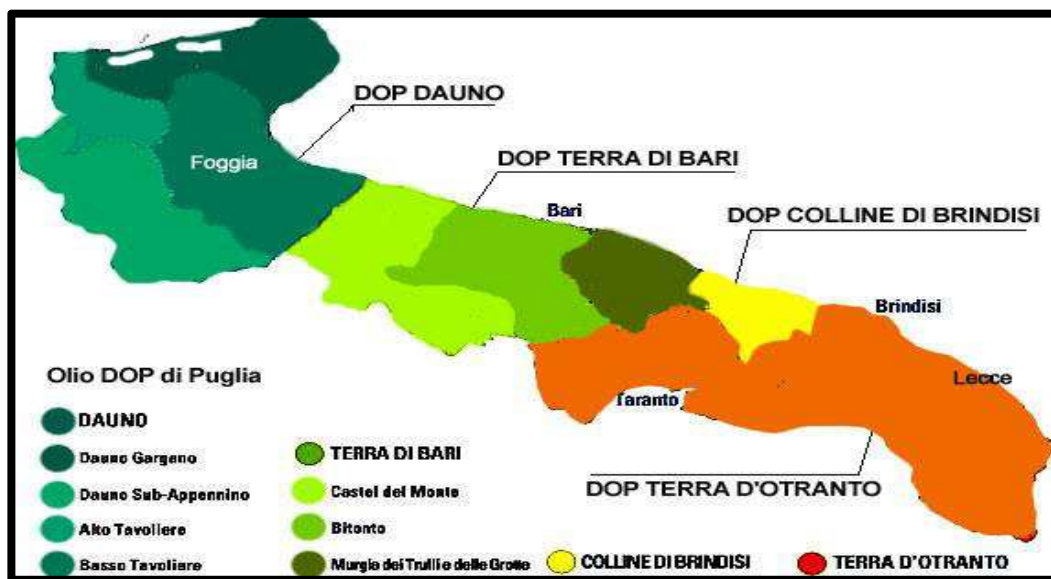 DOP DAUNO
Foggia
DOP TERRA DI BARI
Bari
DOP COLLINE DI BRINDISI
Brindisi
Lecce
Taranto
DOP TERRA D'OTRANTO
Olio DOP di Puglia
DAUNO
Dauno Gargano
Dauno Sub-Appennino
Alto Tavoliere
Basso Tavoliere
TERRA DI BARI
Castel del Monte
Bitonto
Murgia dei Trulli e delle Grotte
COLLINE DI BRINDISI
TERRA D'OTRANTO